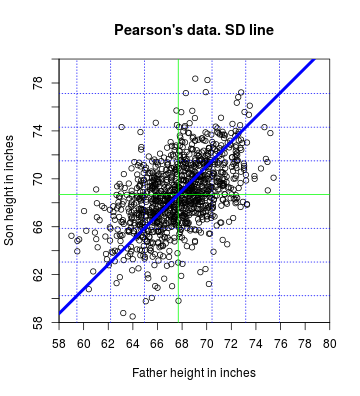 Pearson's data. SD line
78
74
70
66
62
58
58 60 62 64 66 68 70 72 74 76 78 80
Son height in inches
Father height in inches